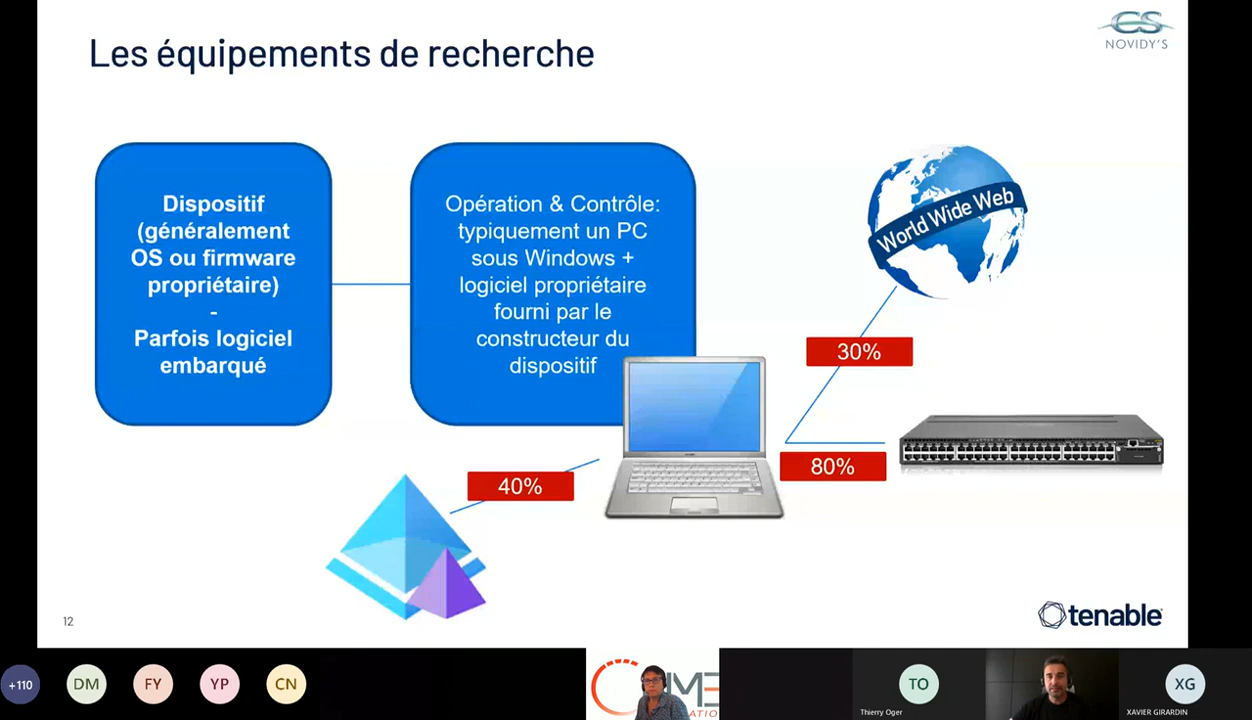 Les équipements de recherche
CS
NOVIDY'S
Dispositif
(généralement
OS ou firmware
propriétaire)
-
Parfois logiciel
embarqué
Opération & Contrôle:
typiquement un PC
sous Windows +
logiciel propriétaire
fourni par le
constructeur du
dispositif
World Wide Web
30%
80%
40%
12
tenable
+110
DM
FY
YP
CN
TO
Thierry Oger
XG
XAVIER GIRARDIN